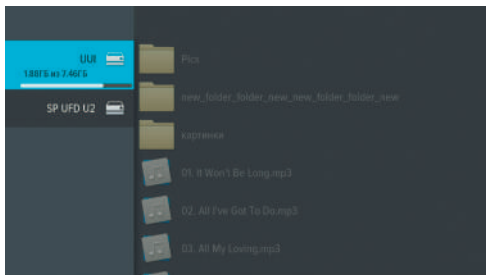 UUI
1.88ГБ из 7.46ГБ
SP UFD U2
Pics
new_folder_folder_new_new_folder_folder_new
картинки
01. It Won't Be Long.mp3
02. All I've Got To Do.mp3
03. All My Loving.mp3